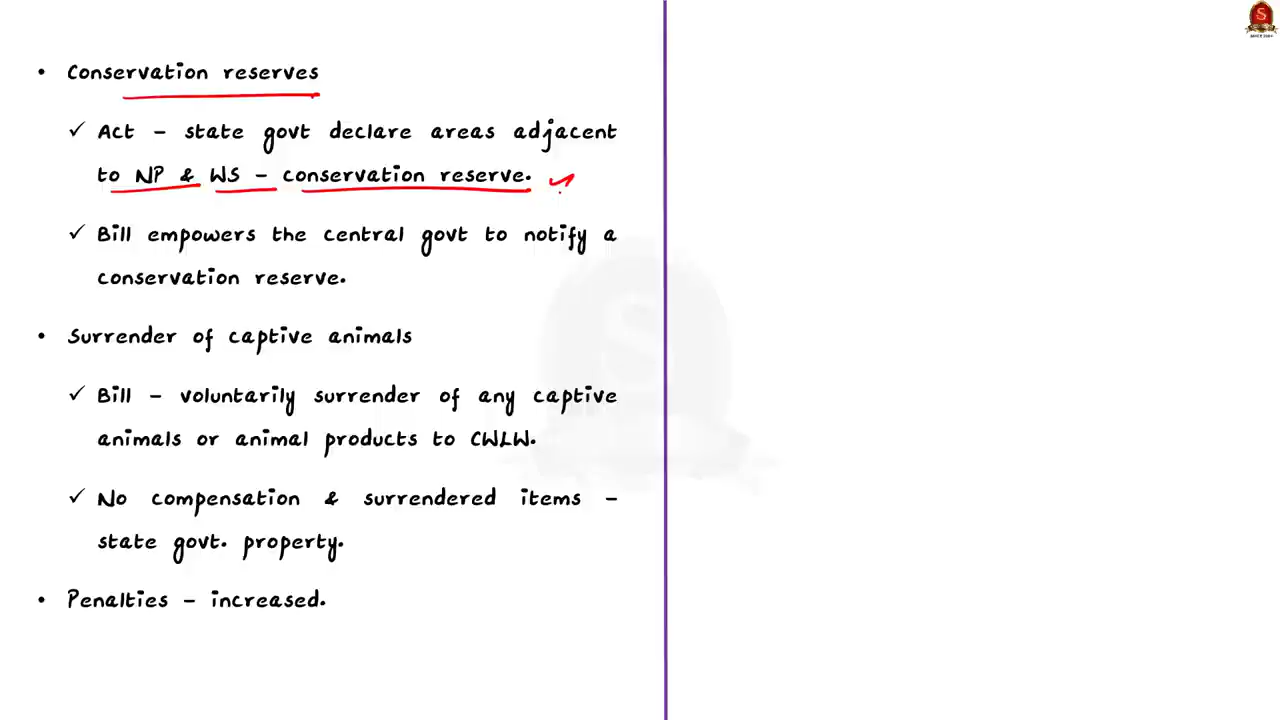 • Conservation reserves
✓ Act – state govt declare areas adjacent
to NP & WS – conservation reserve.
✓ Bill empowers the central govt to notify a
conservation reserve.
• Surrender of captive animals
✓ Bill – voluntarily surrender of any captive
animals or animal products to CWLW.
✓ No compensation & surrendered items –
state govt. property.
• Penalties – increased.
S